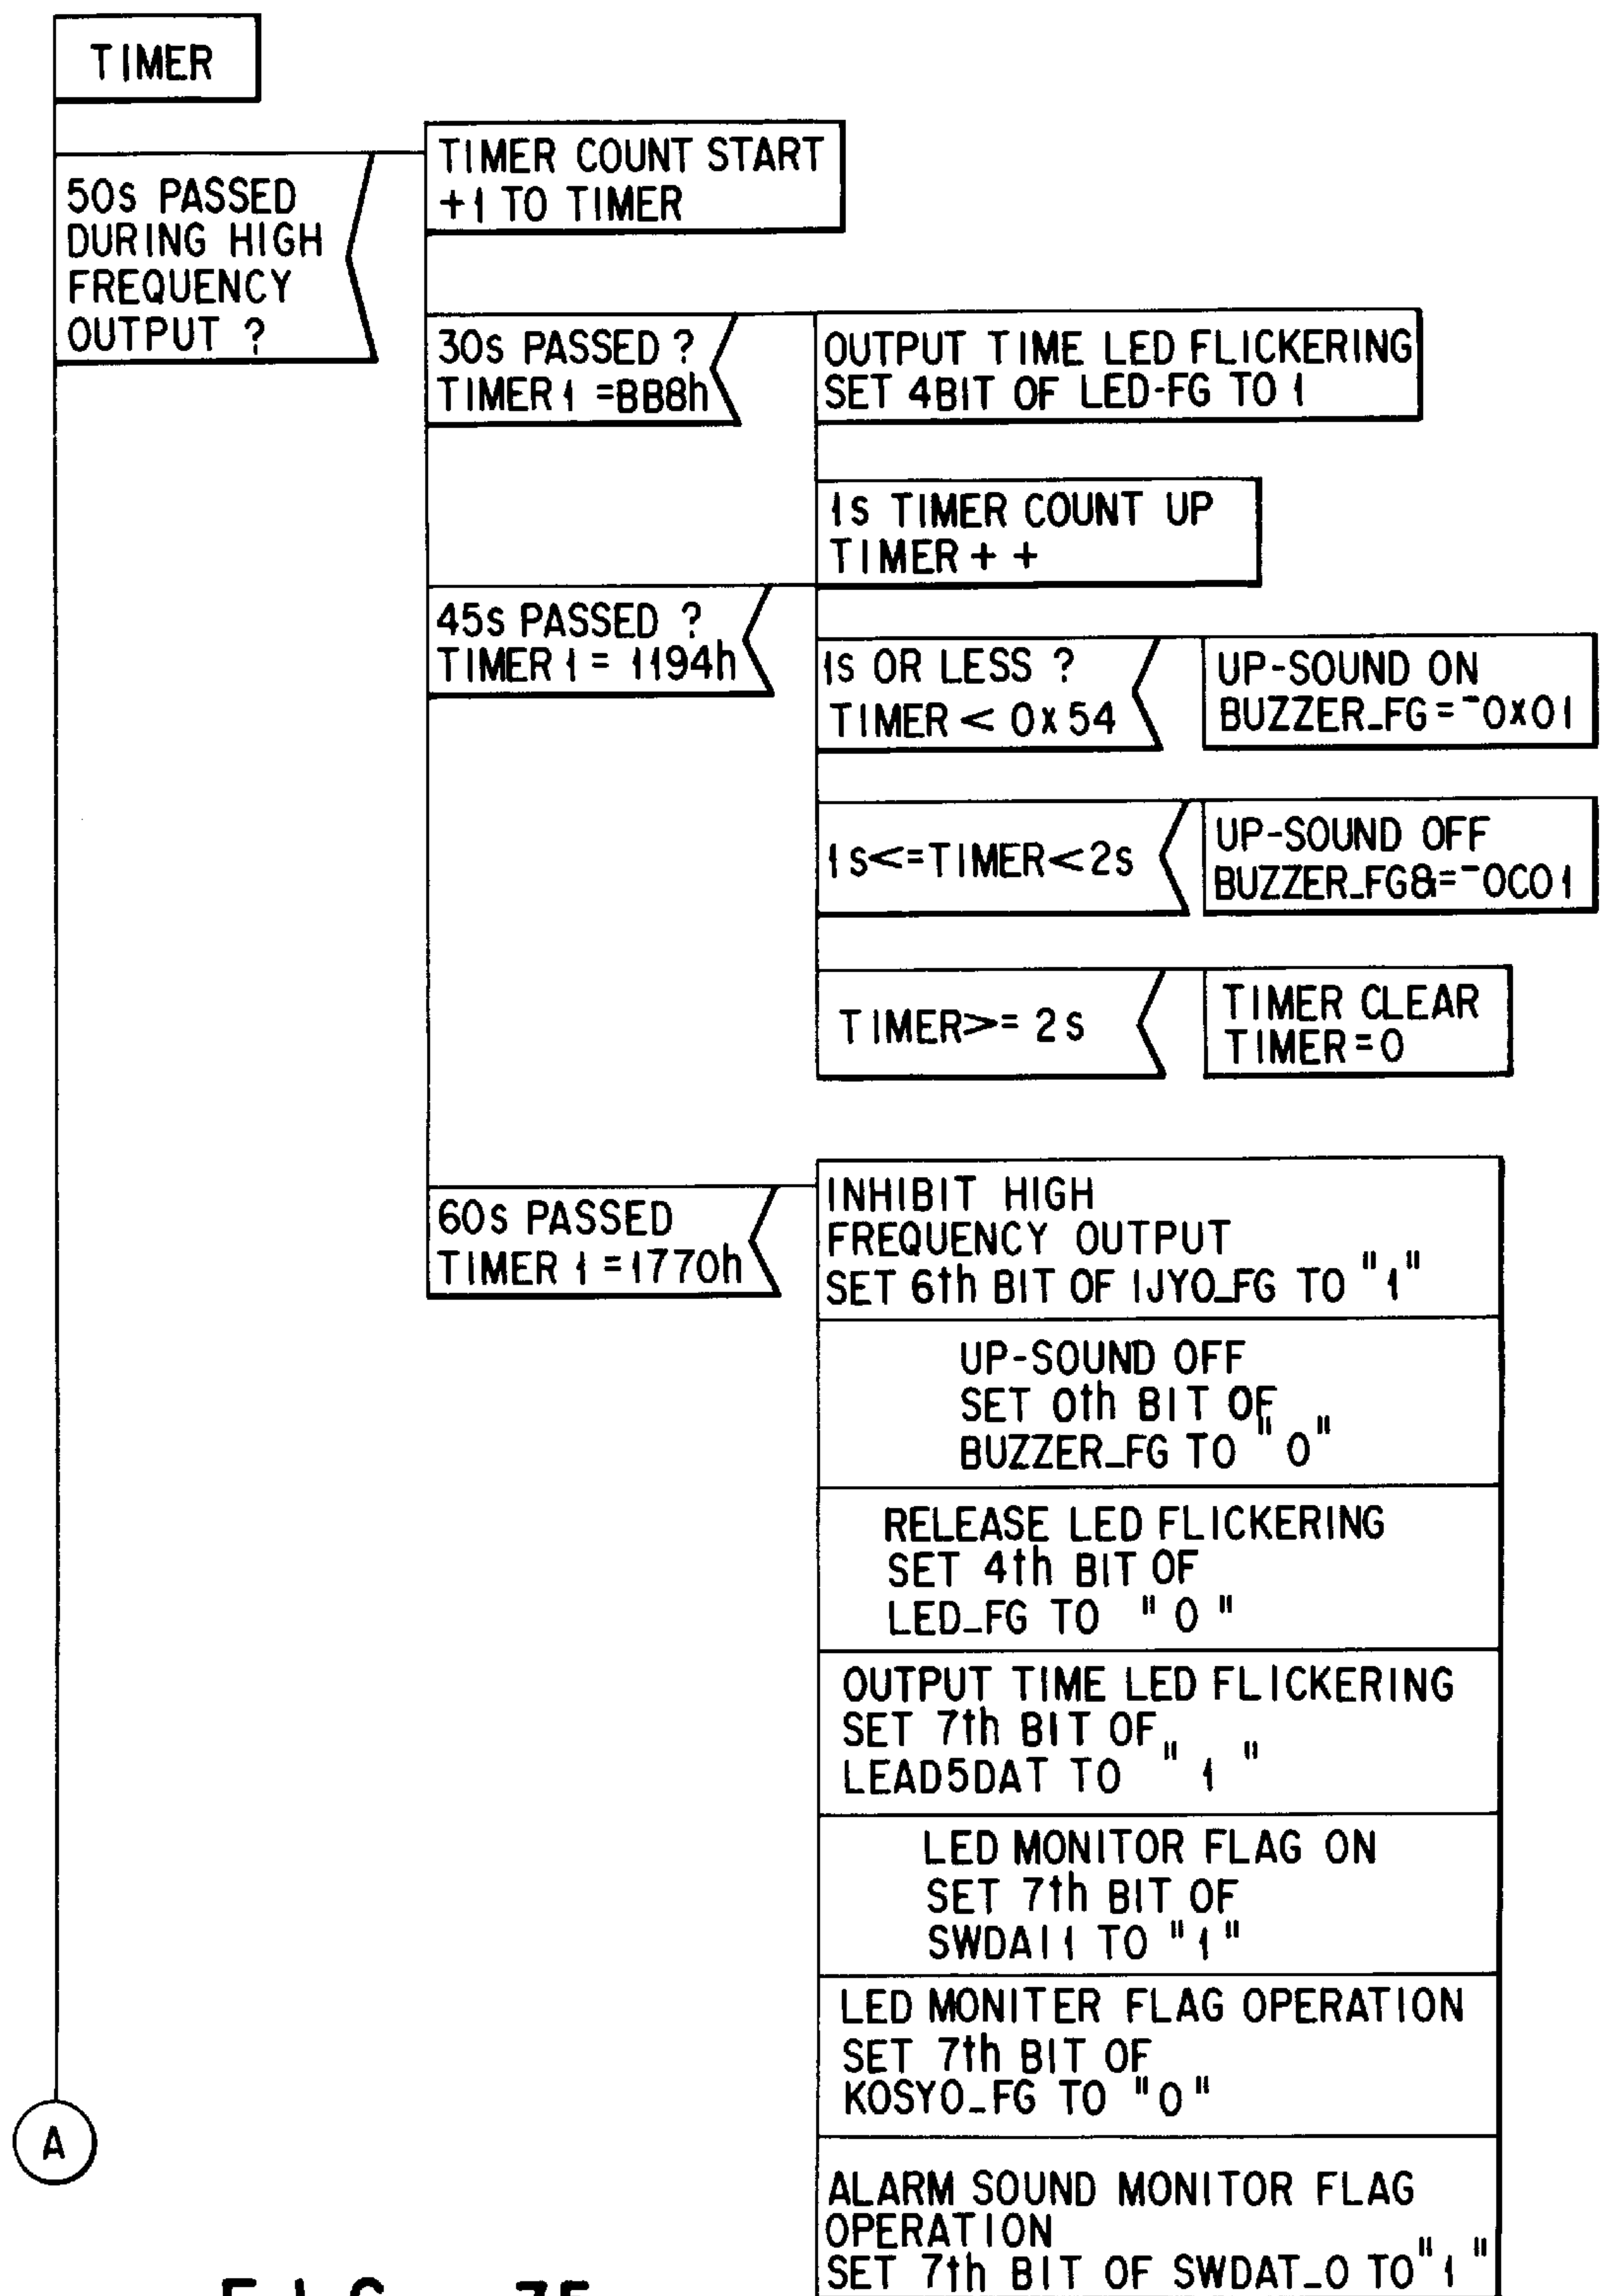 TIMER
50s PASSED
DURING HIGH
FREQUENCY
OUTPUT ?
TIMER COUNT START
+1 TO TIMER
30s PASSED ?
TIMER 1 =BB8h
OUTPUT TIME LED FLICKERING
SET 4BIT OF LED-FG TO 1
1s TIMER COUNT UP
TIMER + +
45s PASSED ?
TIMER 1 = 1194h
1s OR LESS ?
TIMER < 0x54
UP-SOUND ON
BUZZER_FG=¯0x01
1s<=TIMER<2s
UP-SOUND OFF
BUZZER_FG&=¯0C01
TIMER>= 2s
TIMER CLEAR
TIMER=0
60s PASSED
TIMER 1 =1770h
INHIBIT HIGH
FREQUENCY OUTPUT
SET 6th BIT OF IJYO_FG TO "1"
UP-SOUND OFF
SET 0th BIT OF
BUZZER_FG TO "0"
RELEASE LED FLICKERING
SET 4th BIT OF
LED_FG TO "0"
OUTPUT TIME LED FLICKERING
SET 7th BIT OF
LEAD5DAT TO "1"
LED MONITOR FLAG ON
SET 7th BIT OF
SWDAI1 TO "1"
LED MONITER FLAG OPERATION
SET 7th BIT OF
KOSYO_FG TO "0"
ALARM SOUND MONITOR FLAG
OPERATION
SET 7th BIT OF SWDAT_0 TO "1"
A